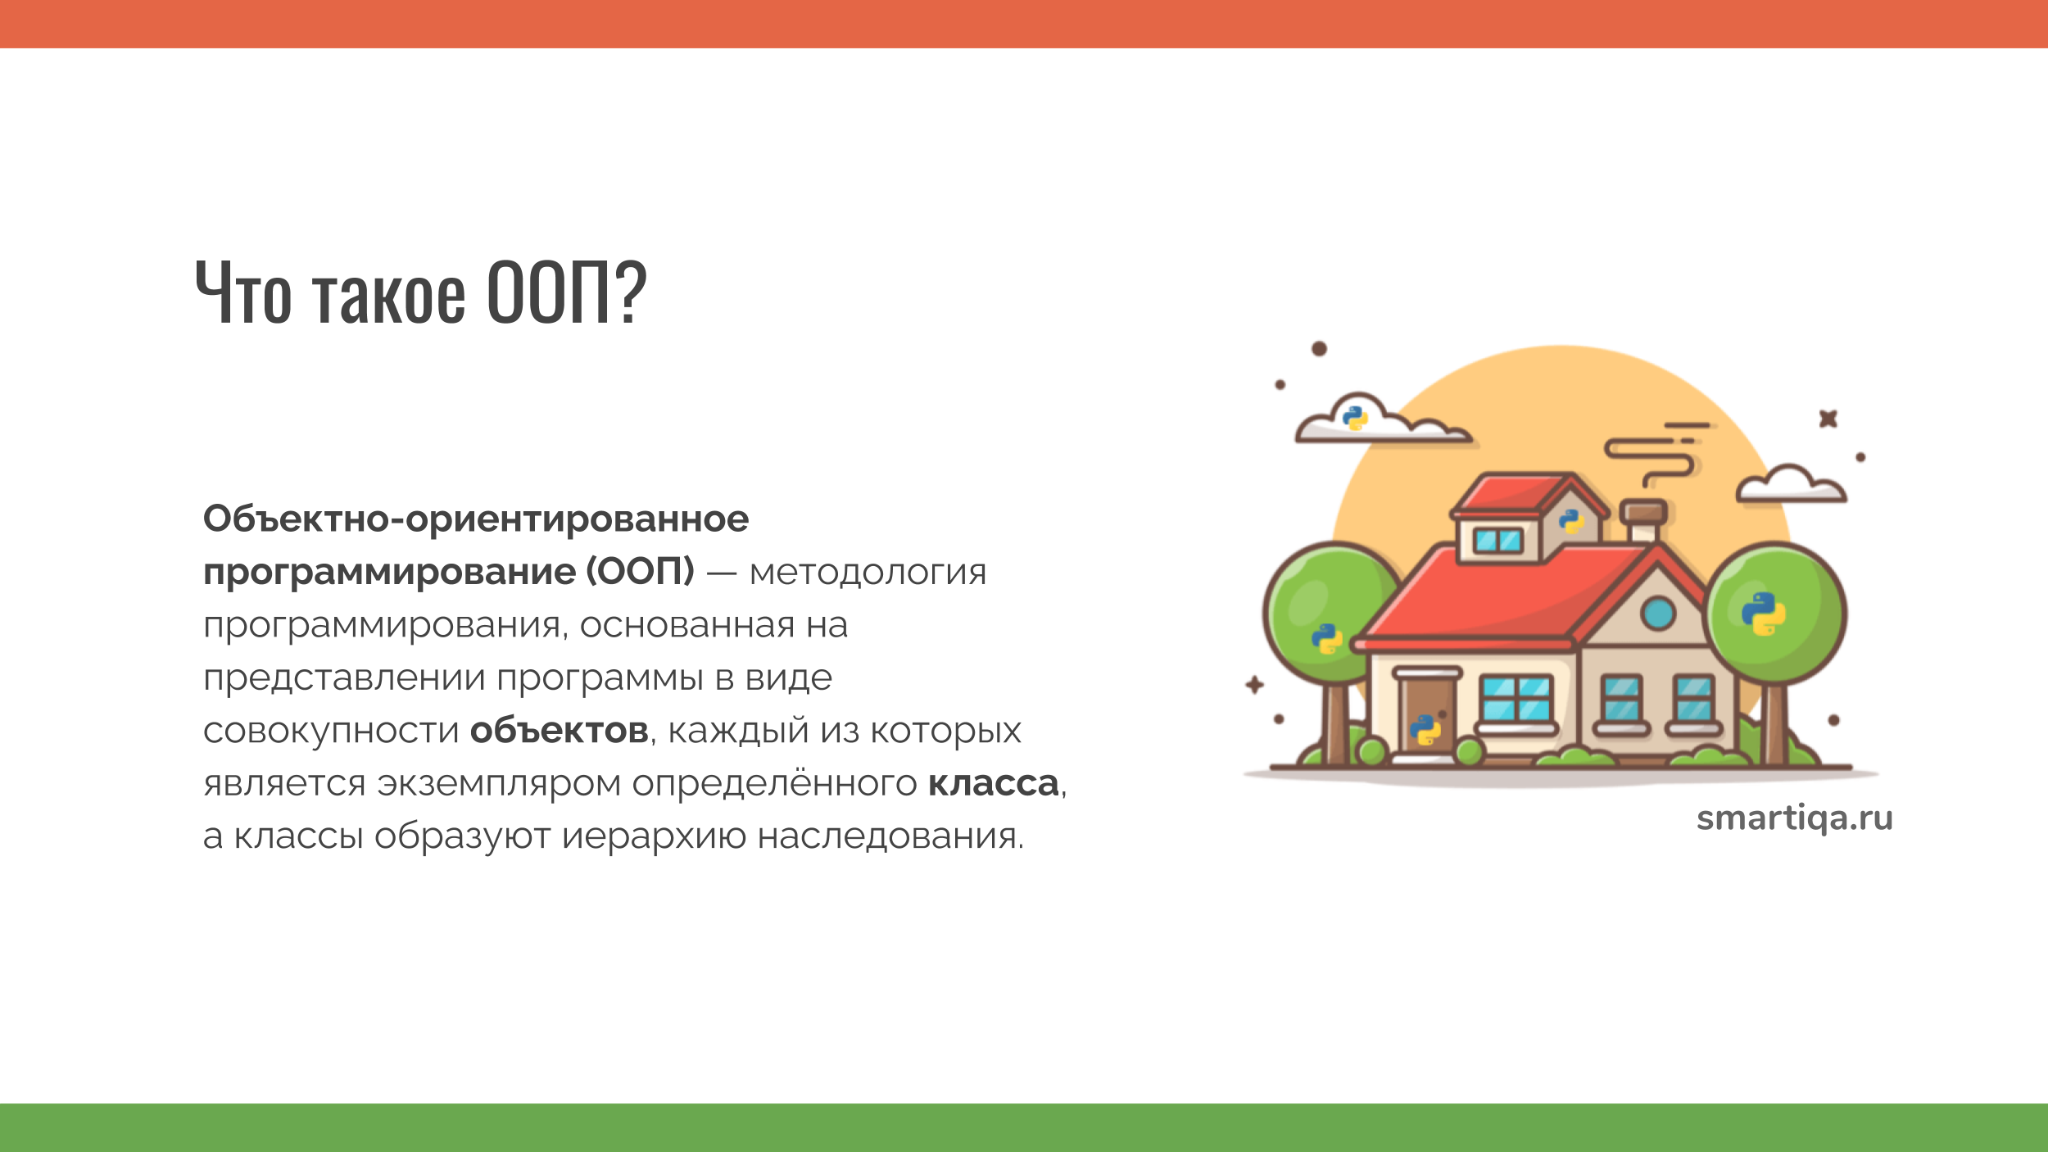 Что такое ООП?
Объектно-ориентированное
программирование (ООП) — методология
программирования, основанная на
представлении программы в виде
совокупности объектов, каждый из которых
является экземпляром определённого класса,
а классы образуют иерархию наследования.
smartiqa.ru